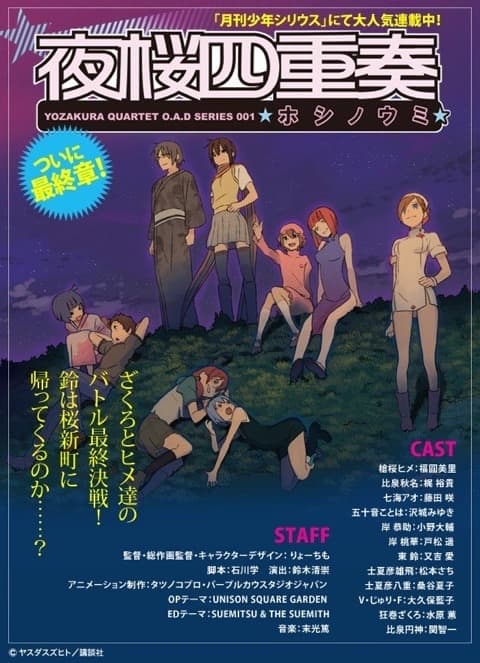 「月刊少年シリウス」にて大人気連載中!
夜桜四重奏
YOZAKURA QUARTET O.A.D SERIES 001 ★ホシノウミ★
ついに
最終章!
ざくろとヒメ達の
バトル最終決戦!
鈴は桜新町に
帰ってくるのか……?
CAST
槍桜ヒメ:福圓美里
比泉秋名:梶 裕貴
七海アオ:藤田 咲
五十音ことは:沢城みゆき
岸 恭助:小野大輔
岸 桃華:戸松 遥
東 鈴:又吉 愛
士夏彦雄飛:松本さち
士夏彦八重:桑谷夏子
V・じゅり・F:大久保藍子
狂巻ざくろ:水原 薫
比泉円神:関智一
STAFF
監督・総作画監督・キャラクターデザイン:りょーちも
脚本:石川学 演出:鈴木清崇
アニメーション制作:タツノコプロ・パープルカウスタジオジャパン
OPテーマ:UNISON SQUARE GARDEN
EDテーマ:SUEMITSU & THE SUEMITH
音楽:末光篤
© ヤスダスズヒト/講談社